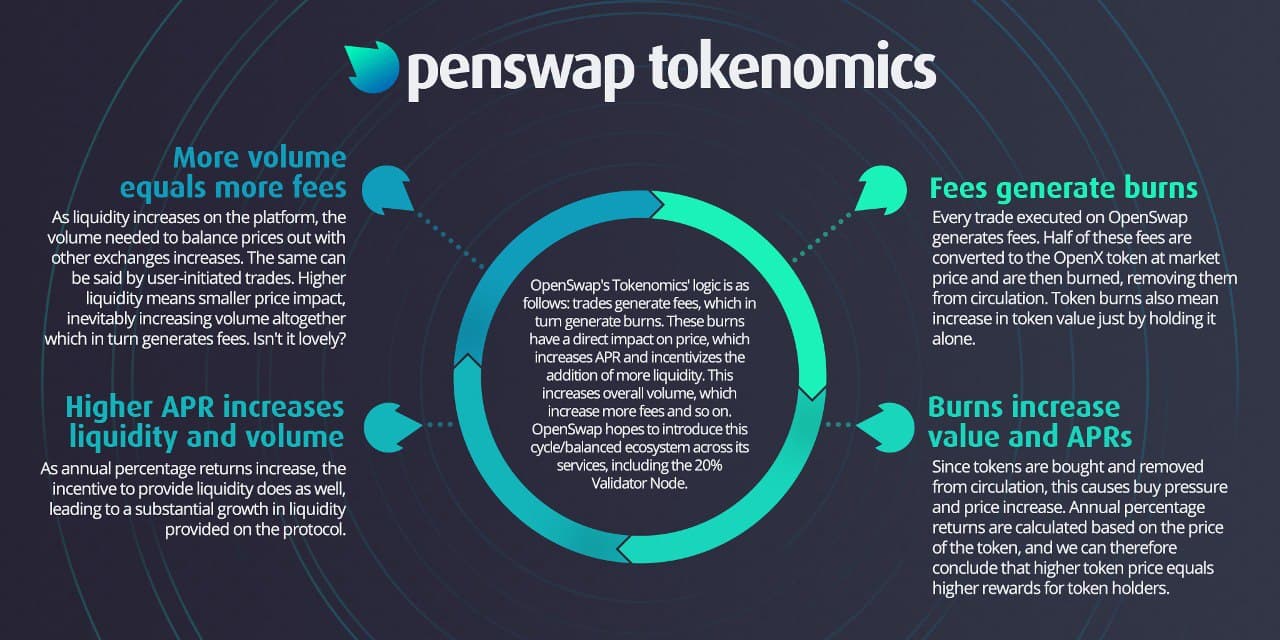 penswap tokenomics
More volume
equals more fees
As liquidity increases on the platform, the
volume needed to balance prices out with
other exchanges increases. The same can
be said by user-initiated trades. Higher
liquidity means smaller price impact,
inevitably increasing volume altogether
which in turn generates fees. Isn't it lovely?
Fees generate burns
Every trade executed on OpenSwap
generates fees. Half of these fees are
converted to the OpenX token at market
price and are then burned, removing them
from circulation. Token burns also mean
increase in token value just by holding it
alone.
OpenSwap's Tokenomics' logic is as
follows: trades generate fees, which in
turn generate burns. These burns
have a direct impact on price, which
increases APR and incentivizes the
addition of more liquidity. This
increases overall volume, which
increase more fees and so on.
OpenSwap hopes to introduce this
cycle/balanced ecosystem across its
services, including the 20%
Validator Node.
Higher APR increases
liquidity and volume
As annual percentage returns increase, the
incentive to provide liquidity does as well,
leading to a substantial growth in liquidity
provided on the protocol.
Burns increase
value and APRs
Since tokens are bought and removed
from circulation, this causes buy pressure
and price increase. Annual percentage
returns are calculated based on the price
of the token, and we can therefore
conclude that higher token price equals
higher rewards for token holders.